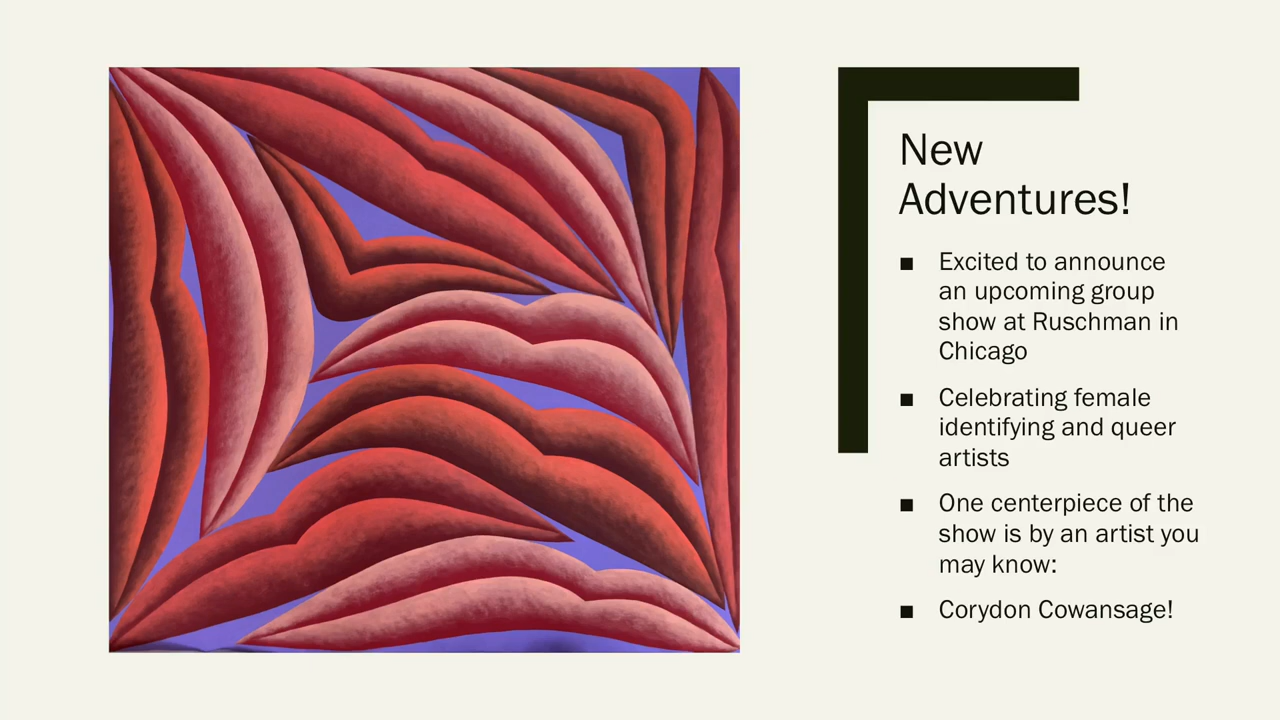 New
Adventures!
■ Excited to announce
an upcoming group
show at Ruschman in
Chicago
■ Celebrating female
identifying and queer
artists
■ One centerpiece of the
show is by an artist you
may know:
■ Corydon Cowansage!